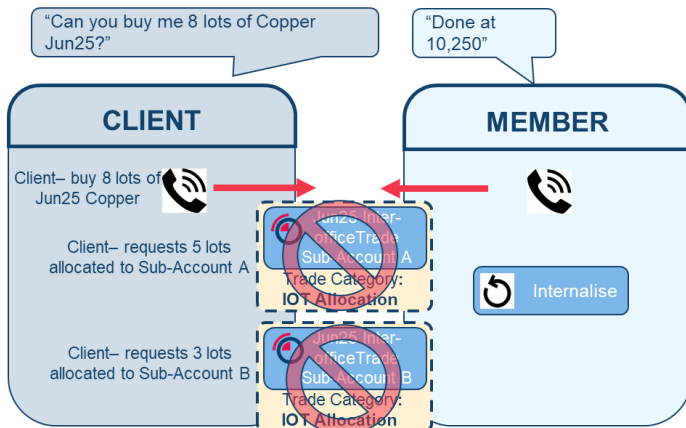 “Can you buy me 8 lots of Copper
Jun25?”
“Done at
10,250”
CLIENT
MEMBER
Client– buy 8 lots of
Jun25 Copper
Jun25 Inter-
officeTrade
Sub-Account A
Trade Category:
IOT Allocation
Client– requests 5 lots
allocated to Sub-Account A
Internalise
Jun25 Inter-
officeTrade
Sub-Account B
Trade Category:
IOT Allocation
Client– requests 3 lots
allocated to Sub-Account B